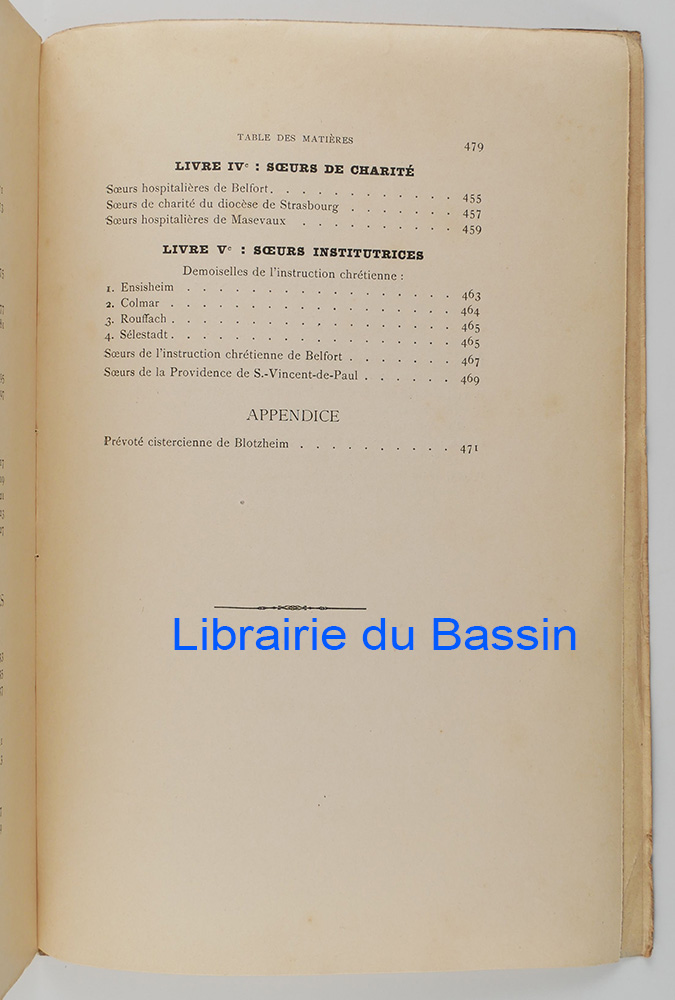 TABLE DES MATIÈRES 479
LIVRE IVe : SŒURS DE CHARITÉ
Sœurs hospitalières de Belfort. . . . . . . . . . . . 455
Sœurs de charité du diocèse de Strasbourg . . . . . . 457
Sœurs hospitalières de Masevaux . . . . . . . . 459
LIVRE Ve : SŒURS INSTITUTRICES
Demoiselles de l'instruction chrétienne :
1. Ensisheim . . . . . . . . . . . . . . . 463
2. Colmar . . . . . . . . . . . . . . . . 464
3. Rouffach . . . . . . . . . . . . . . . . 465
4. Sélestadt . . . . . . . . . . . . . . . . 465
Sœurs de l'instruction chrétienne de Belfort . . . . . . 467
Sœurs de la Providence de S.-Vincent-de-Paul . . . . . 469
APPENDICE
Prévoté cistercienne de Blotzheim . . . . . . . . 471
Librairie du Bassin